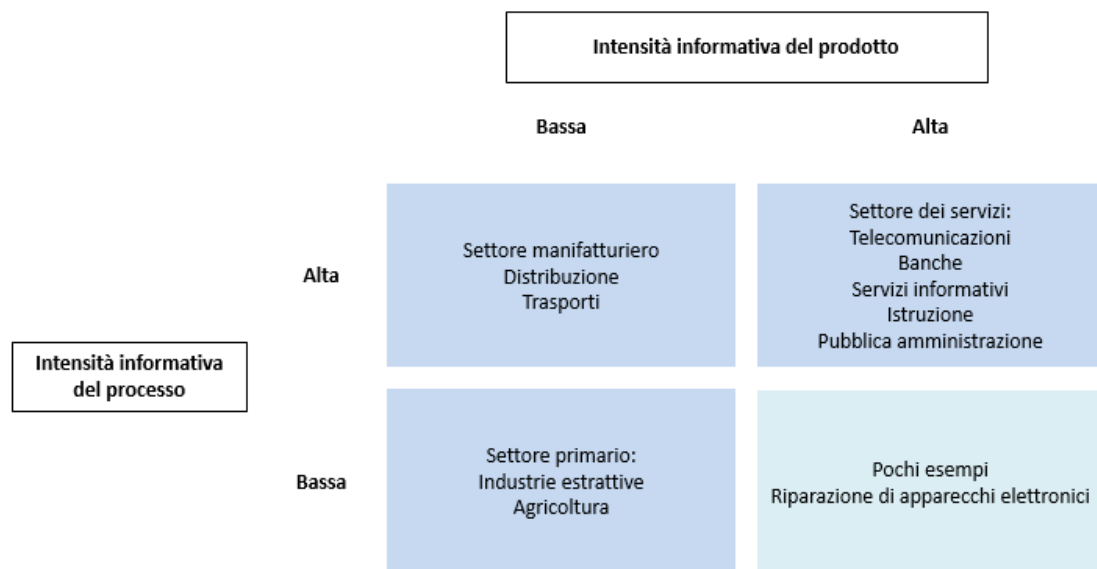 Intensità informativa del prodotto
Bassa
Alta
Alta
Settore manifatturiero
Distribuzione
Trasporti
Settore dei servizi:
Telecomunicazioni
Banche
Servizi informativi
Istruzione
Pubblica amministrazione
Intensità informativa
del processo
Bassa
Settore primario:
Industrie estrattive
Agricoltura
Pochi esempi
Riparazione di apparecchi elettronici